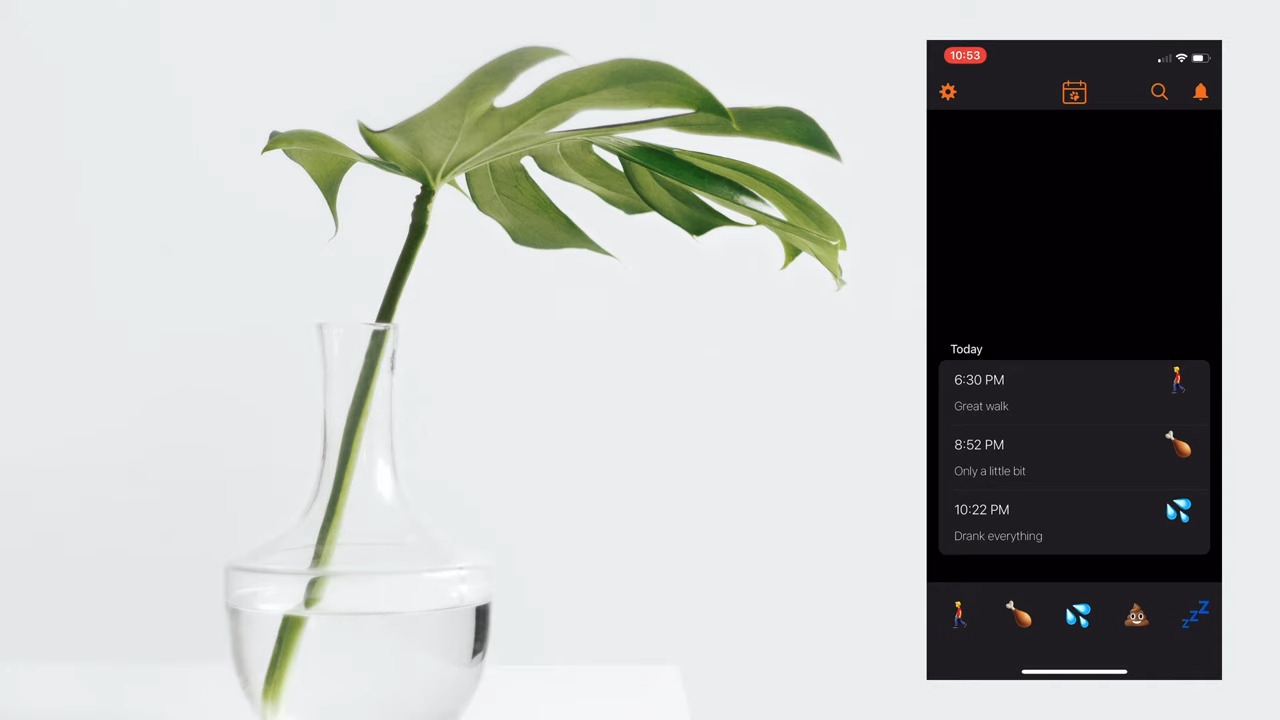 10:53
Today
6:30 PM
Great walk
8:52 PM
Only a little bit
10:22 PM
Drank everything
zzZ